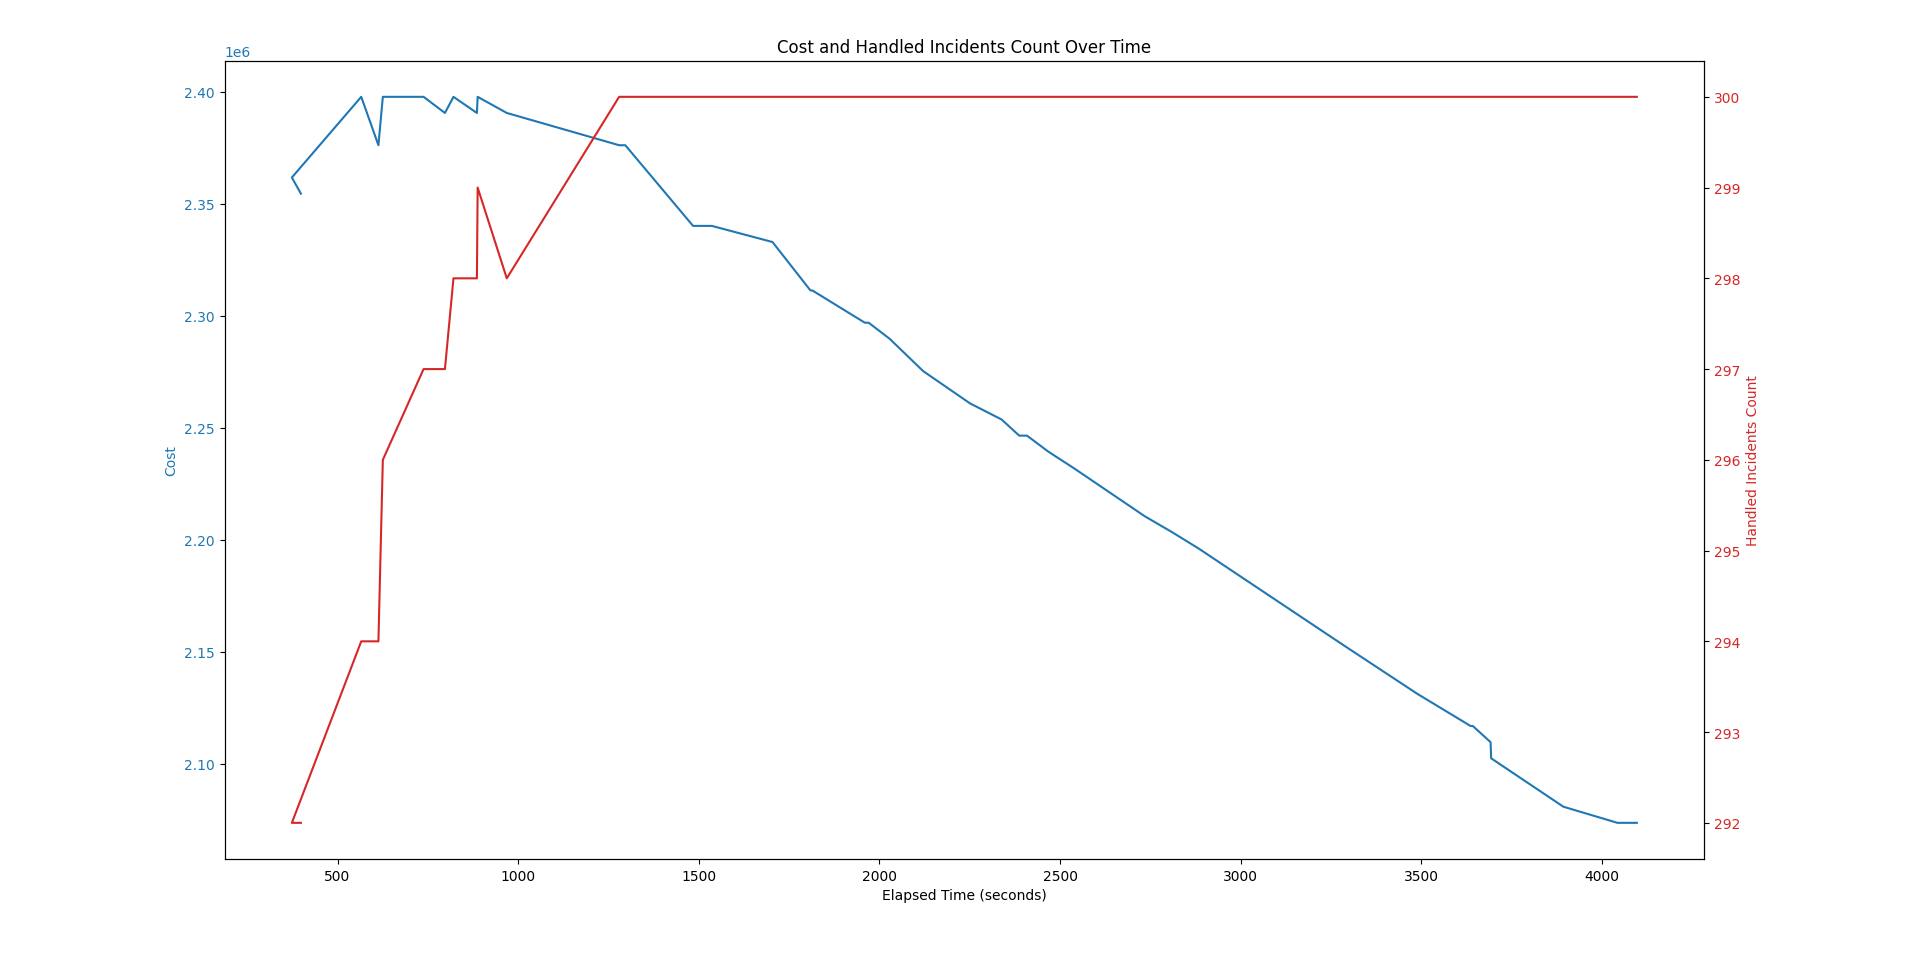 Cost and Handled Incidents Count Over Time
1e6
2.40
2.35
2.30
2.25
2.20
2.15
2.10
Cost
300
299
298
297
296
295
294
293
292
Handled Incidents Count
500 1000 1500 2000 2500 3000 3500 4000
Elapsed Time (seconds)